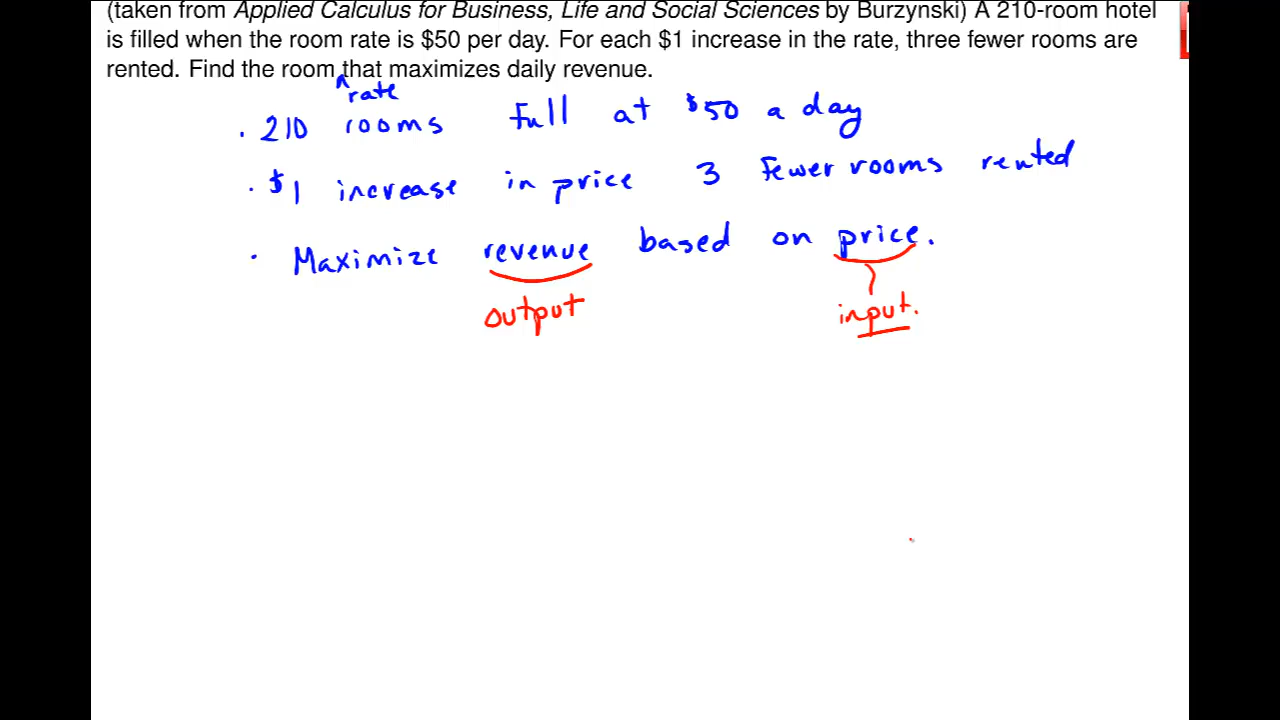 (taken from Applied Calculus for Business, Life and Social Sciences by Burzynski) A 210-room hotel
is filled when the room rate is $50 per day. For each $1 increase in the rate, three fewer rooms are
rented. Find the room that maximizes daily revenue.
^ rate
· 210 rooms full at $50 a day
· $1 increase in price 3 fewer rooms rented
· Maximize revenue based on price.
output input.